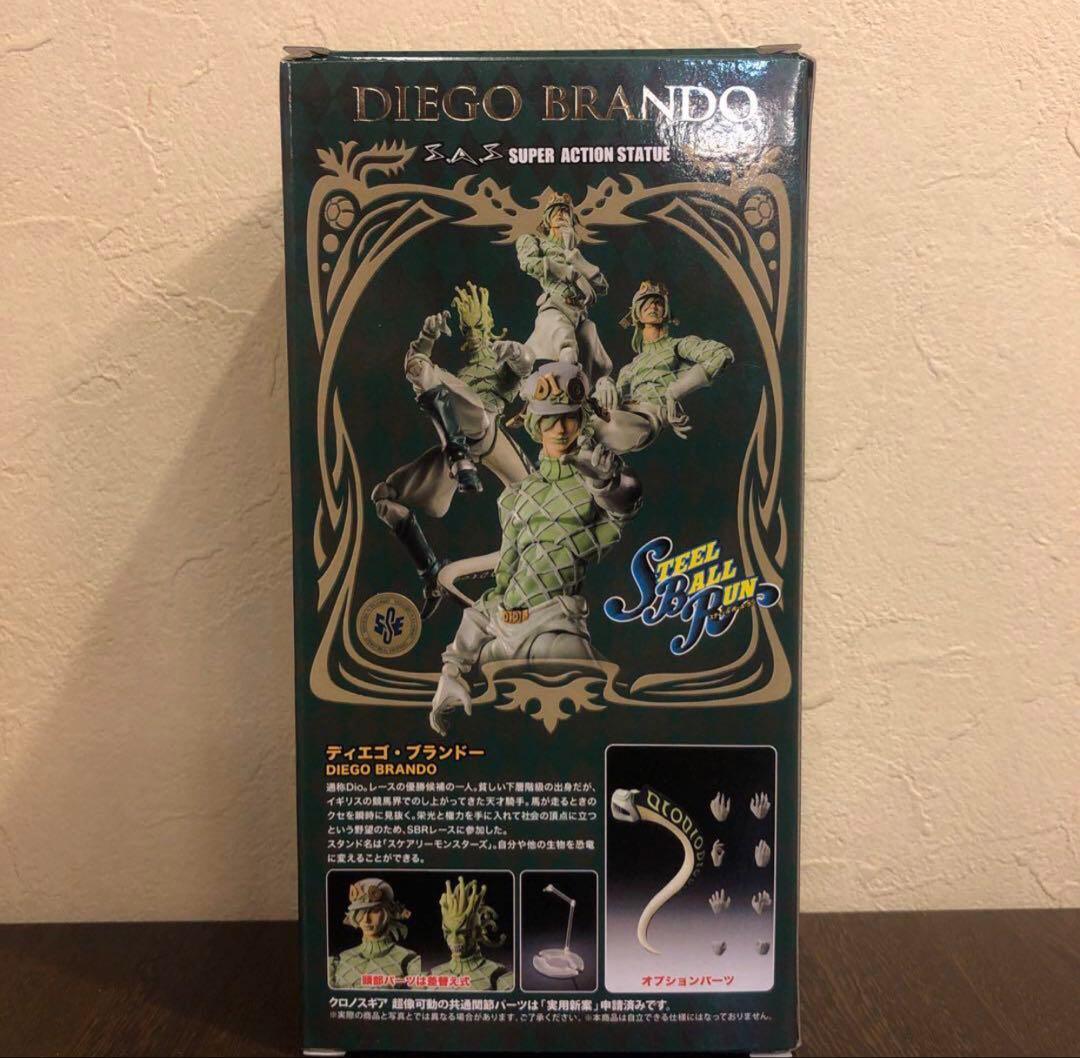 DIEGO BRANDO
S.A.S SUPER ACTION STATUE
DIO
STEEL
BALL
RUN
SSE
ディエゴ・ブランドー
DIEGO BRANDO
通称Dio。レースの優勝候補の一人。貧しい下層階級の出身だが、
イギリスの競馬界でのし上がってきた天才騎手。馬が走るときの
クセを瞬時に見抜く。栄光と権力を手に入れて社会の頂点に立つ
という野望のため、SBRレースに参加した。
スタンド名は「スケアリーモンスターズ」。自分や他の生物を恐竜
に変えることができる。
DIODIODIO
頭部パーツは差替え式
オプションパーツ
クロノスギア 超像可動の共通関節パーツは「実用新案」申請済みです。
※実際の商品と写真とでは異なる場合があります。ご了承ください。※本商品は自立できる仕様にはなっておりません。